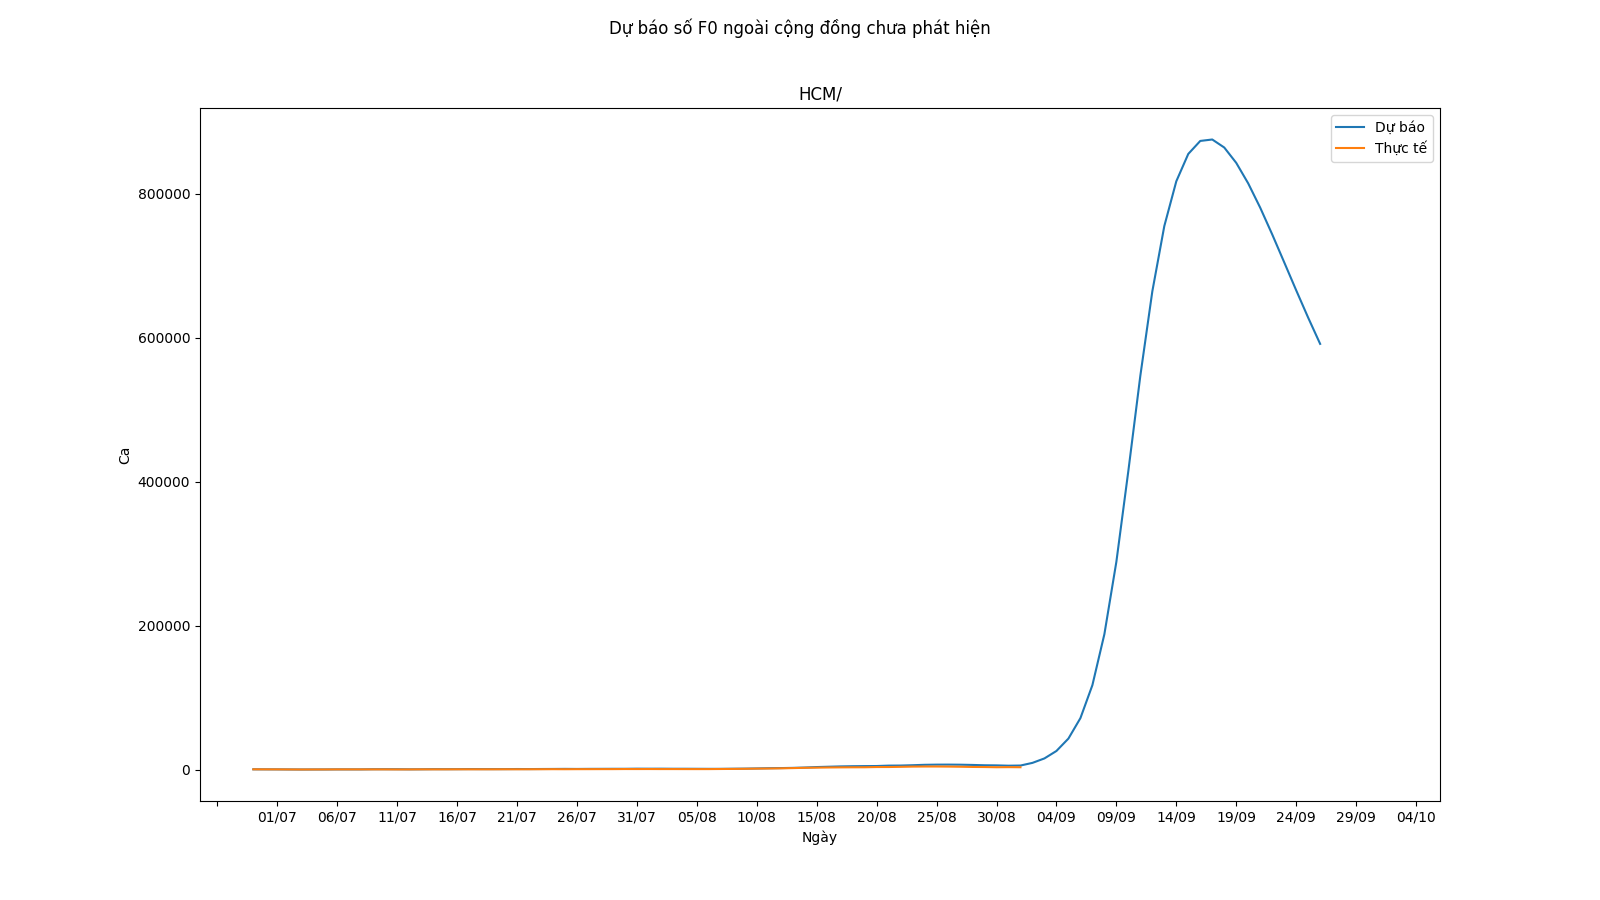 Dự báo số F0 ngoài cộng đồng chưa phát hiện
HCM/
Dự báo
Thực tế
800000
600000
400000
200000
0
Ca
01/07 06/07 11/07 16/07 21/07 26/07 31/07 05/08 10/08 15/08 20/08 25/08 30/08 04/09 09/09 14/09 19/09 24/09 29/09 04/10
Ngày